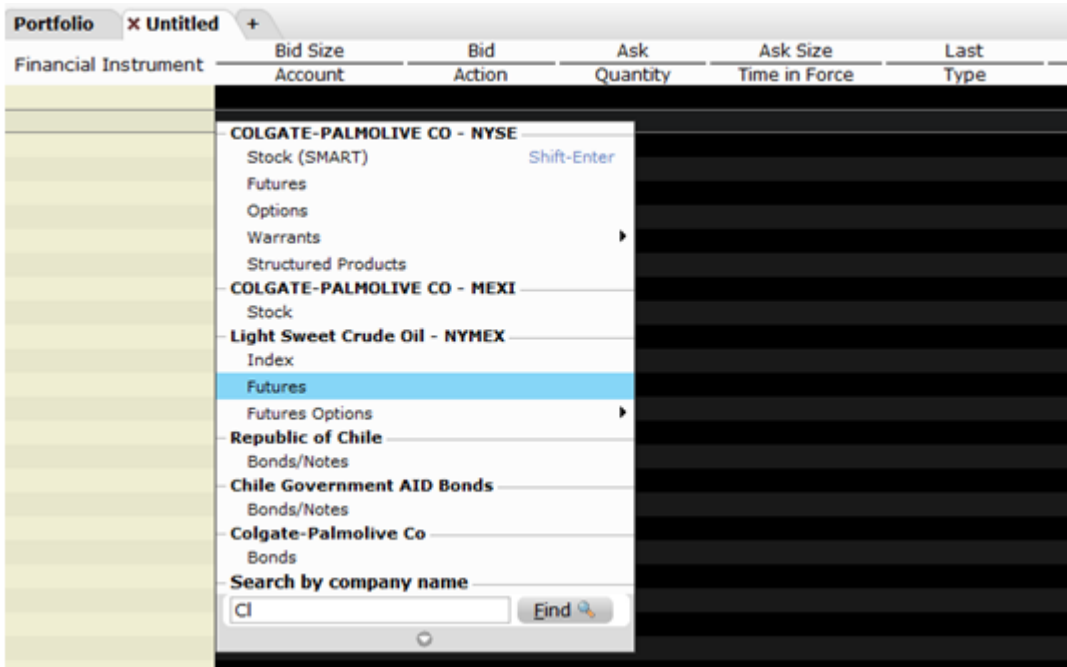 Portfolio x Untitled +
Financial Instrument Bid Size Bid Ask Ask Size Last
Account Action Quantity Time in Force Type
COLGATE-PALMOLIVE CO - NYSE
Stock (SMART) Shift-Enter
Futures
Options
Warrants
Structured Products
COLGATE-PALMOLIVE CO - MEXI
Stock
Light Sweet Crude Oil - NYMEX
Index
Futures
Futures Options
Republic of Chile
Bonds/Notes
Chile Government AID Bonds
Bonds/Notes
Colgate-Palmolive Co
Bonds
Search by company name
Cl Find